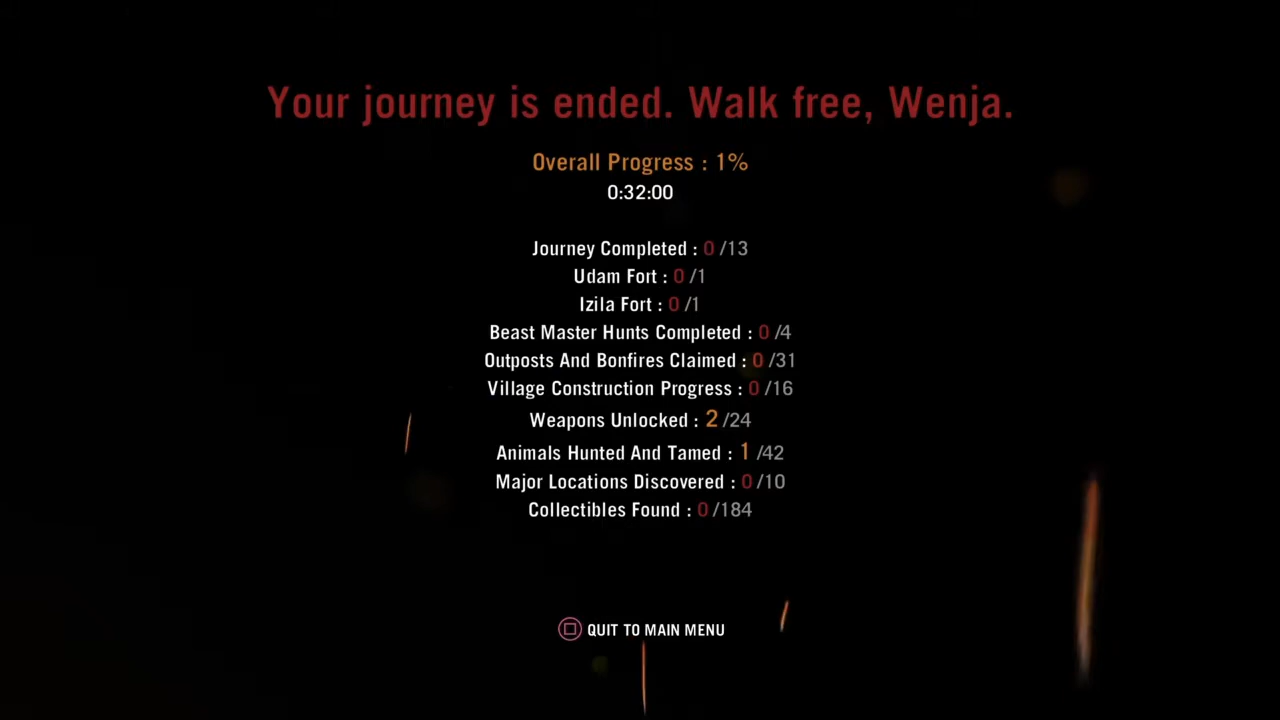 Your journey is ended. Walk free, Wenja.
Overall Progress : 1%
0:32:00
Journey Completed : 0 /13
Udam Fort : 0 /1
Izila Fort : 0 /1
Beast Master Hunts Completed : 0 /4
Outposts And Bonfires Claimed : 0 /31
Village Construction Progress : 0 /16
Weapons Unlocked : 2 /24
Animals Hunted And Tamed : 1 /42
Major Locations Discovered : 0 /10
Collectibles Found : 0 /184
QUIT TO MAIN MENU